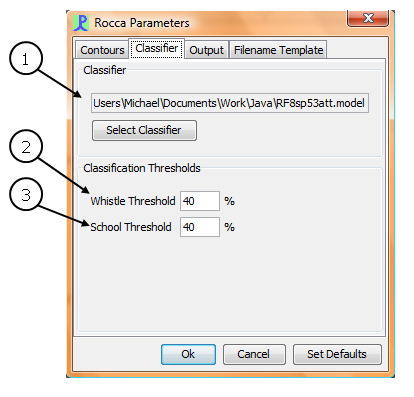 Rocca Parameters
Contours Classifier Output Filename Template
Classifier
1
Users\Michael\Documents\Work\Java\RF8sp53att.model
Select Classifier
2
Classification Thresholds
3
Whistle Threshold 40 %
School Threshold 40 %
Ok Cancel Set Defaults